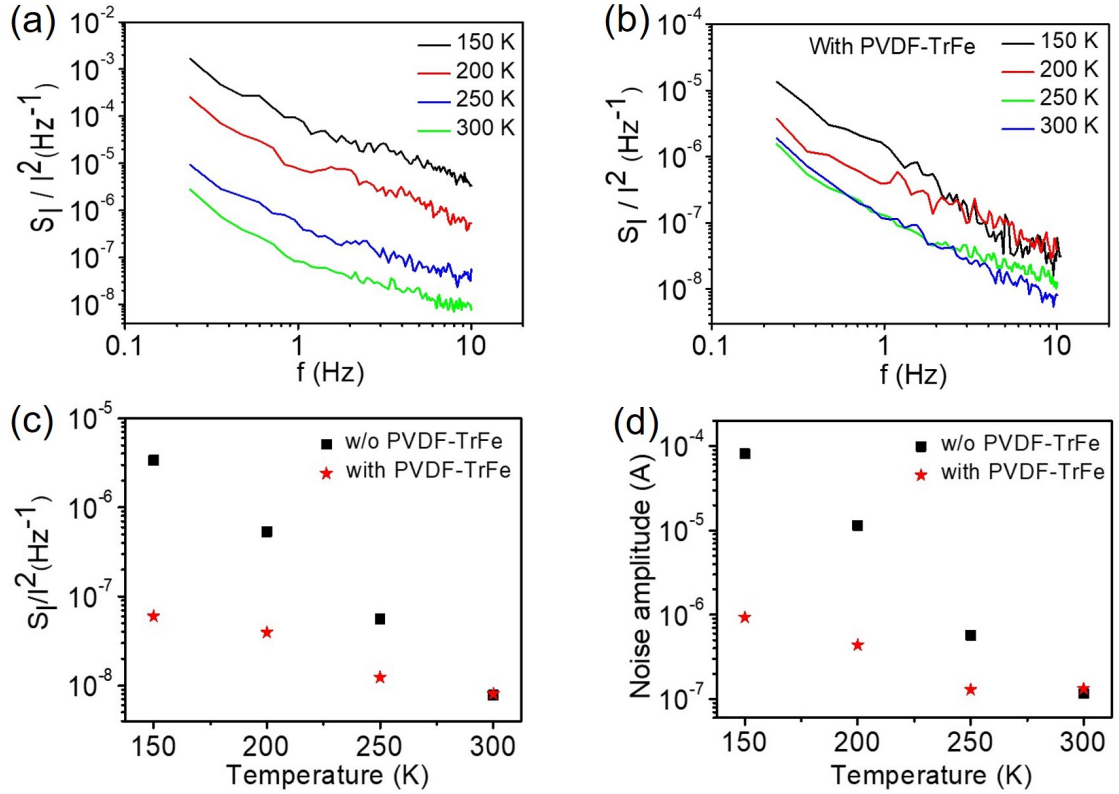 (a)
10^-2
10^-3
10^-4
10^-5
10^-6
10^-7
10^-8
S_I / I^2 (Hz^-1)
150 K
200 K
250 K
300 K
0.1
1
10
f (Hz)
(b)
With PVDF-TrFe
10^-4
10^-5
10^-6
10^-7
10^-8
S_I / I^2 (Hz^-1)
150 K
200 K
250 K
300 K
0.1
1
10
f (Hz)
(c)
10^-5
10^-6
10^-7
10^-8
S_I/I^2(Hz^-1)
w/o PVDF-TrFe
with PVDF-TrFe
150
200
250
300
Temperature (K)
(d)
10^-4
10^-5
10^-6
10^-7
Noise amplitude (A)
w/o PVDF-TrFe
with PVDF-TrFe
150
200
250
300
Temperature (K)